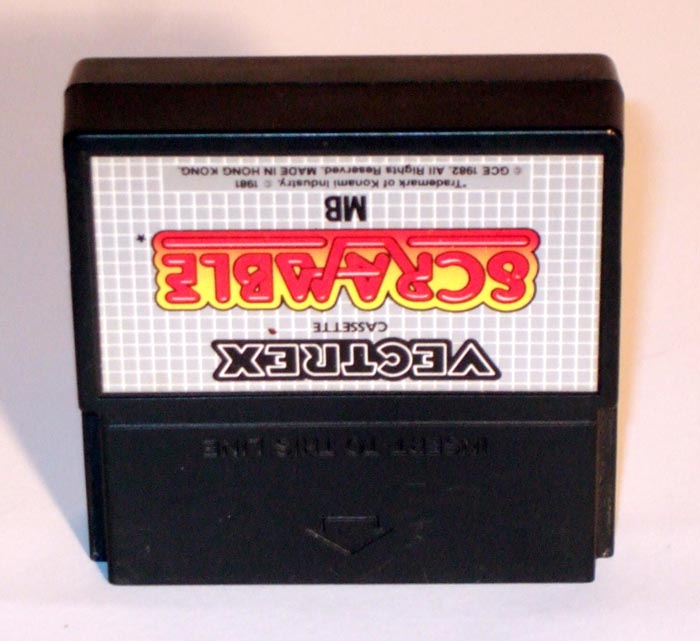 VECTREX
CASSETTE
SCRAMBLE*
MB
*Trademark of Konami Industry. © 1981
© GCE 1982. All Rights Reserved. MADE IN HONG KONG.
INSERT TO THIS LINE